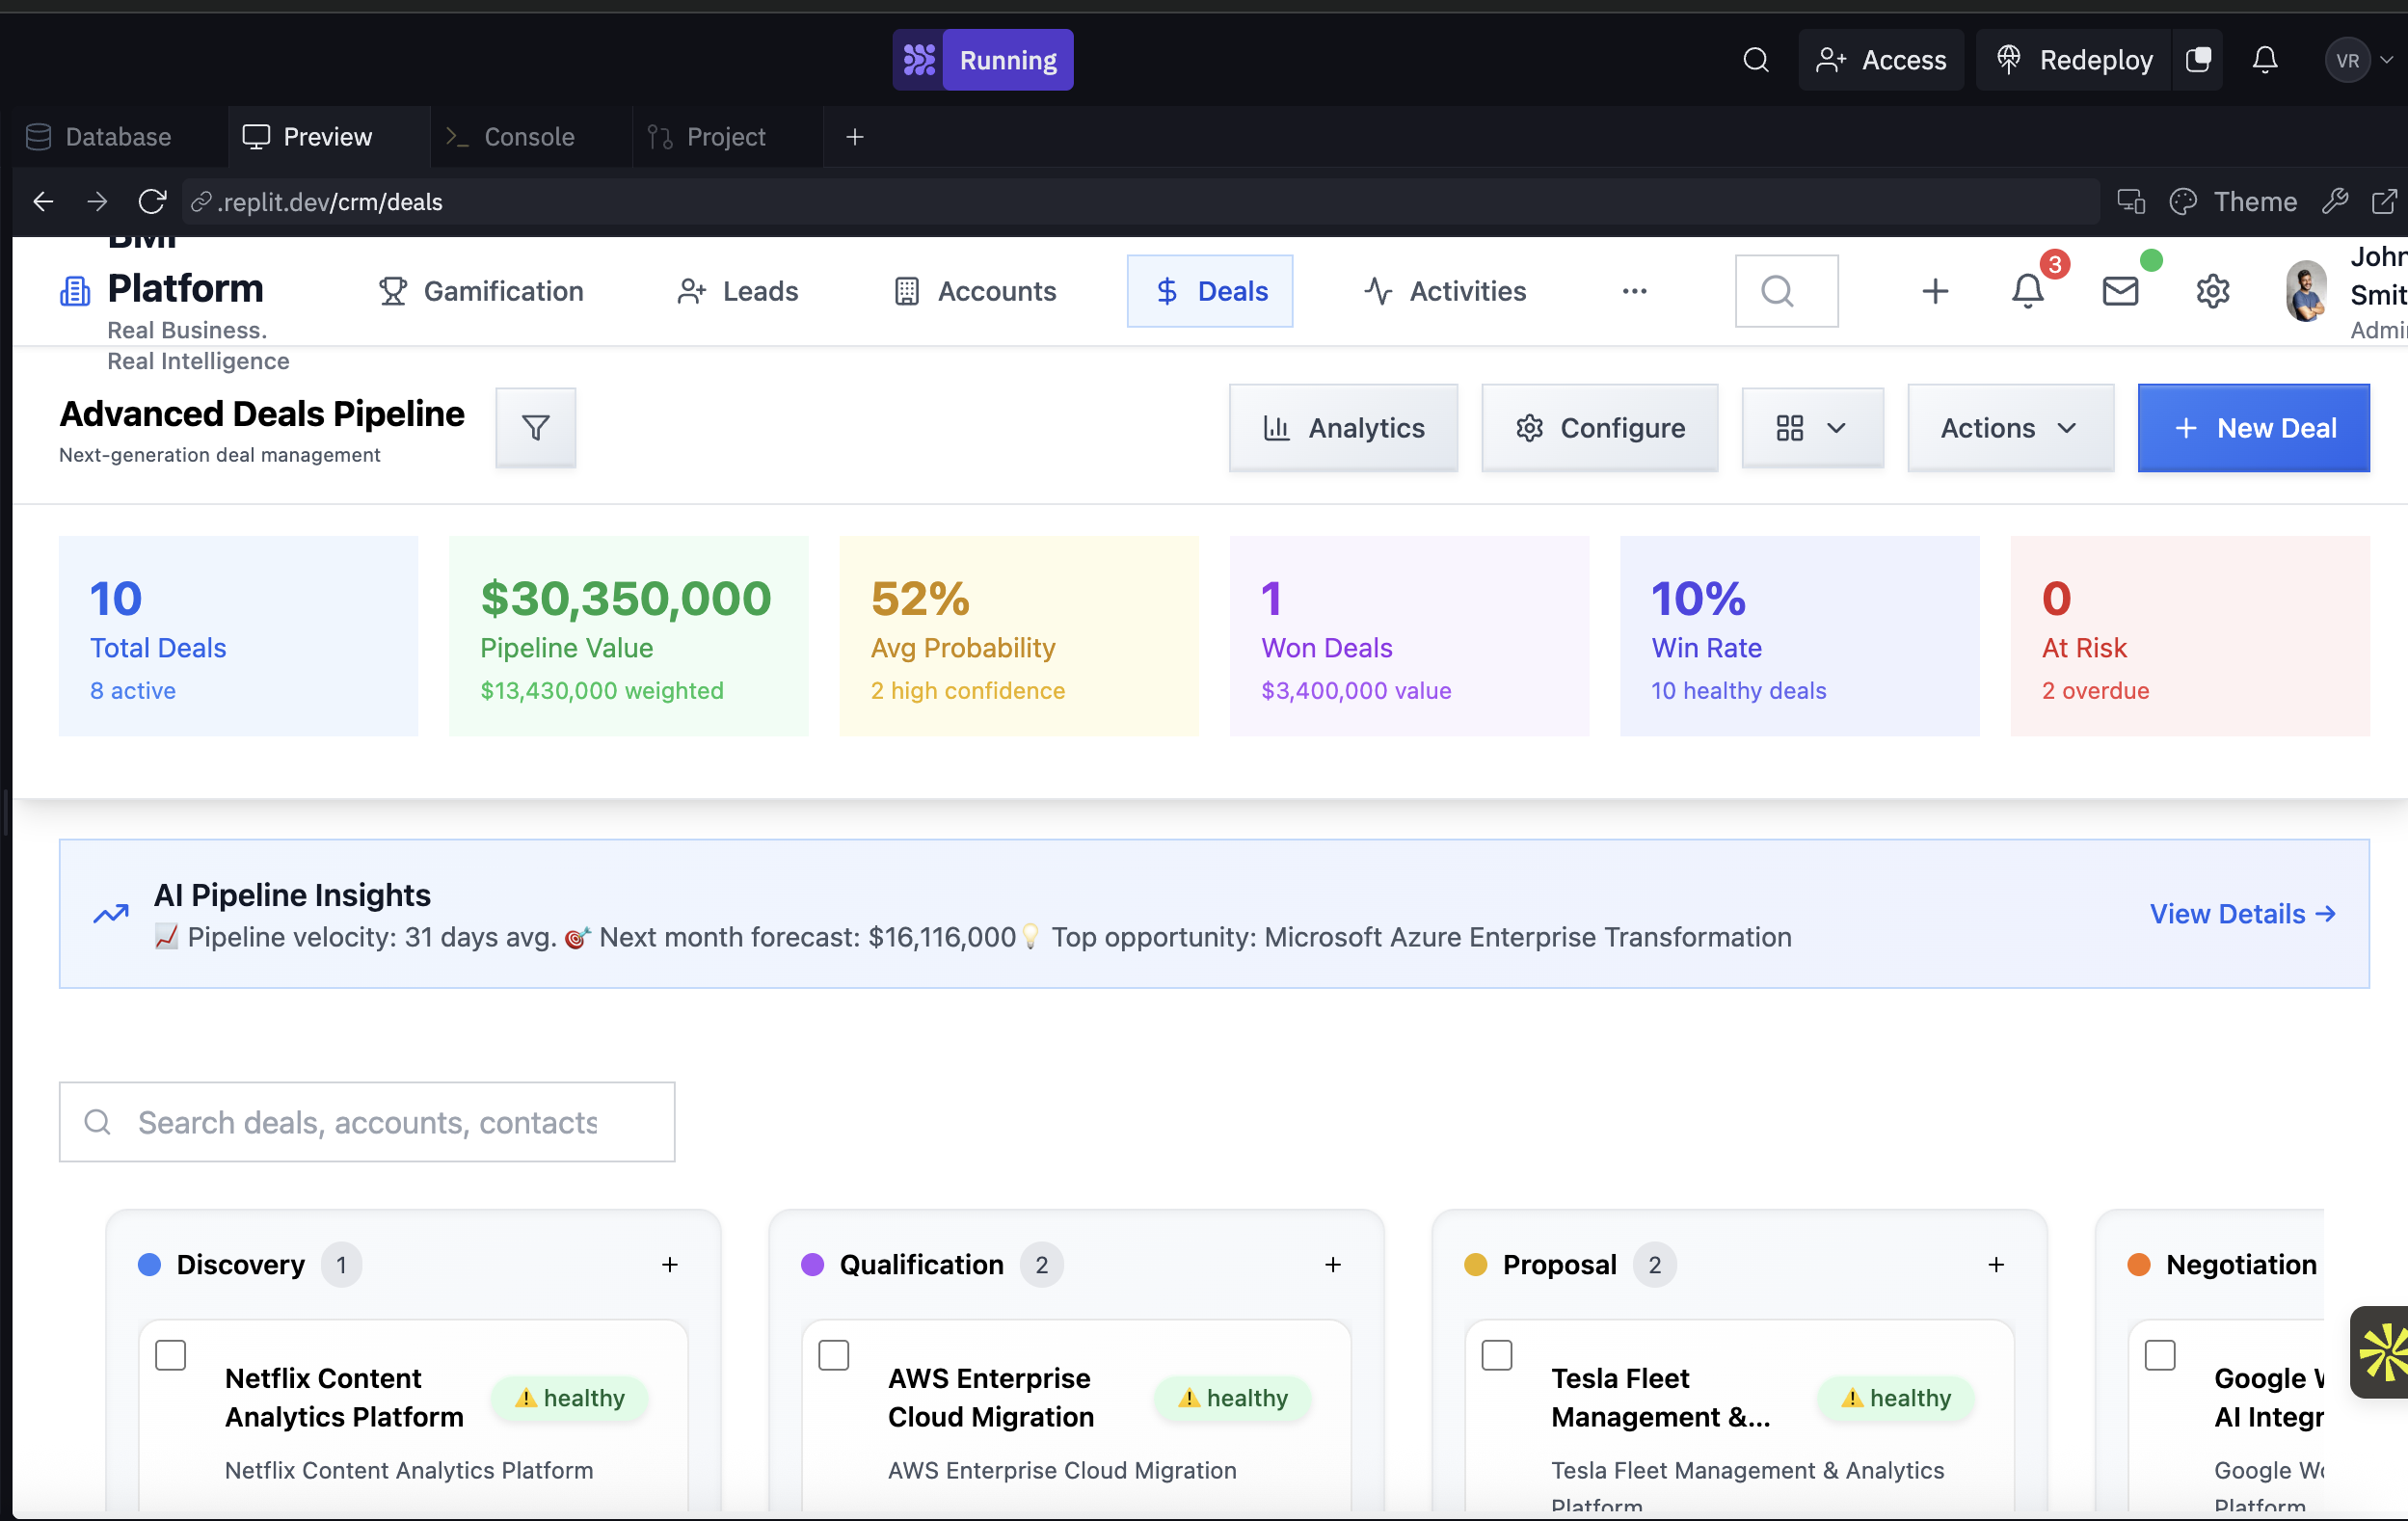 Running
Access
Redeploy
VR
Database
Preview
Console
Project
.replit.dev/crm/deals
Theme
BMI
Platform
Real Business.
Real Intelligence
Gamification
Leads
Accounts
Deals
Activities
3
John
Smit
Admi
Advanced Deals Pipeline
Next-generation deal management
Analytics
Configure
Actions
New Deal
10
Total Deals
8 active
$30,350,000
Pipeline Value
$13,430,000 weighted
52%
Avg Probability
2 high confidence
1
Won Deals
$3,400,000 value
10%
Win Rate
10 healthy deals
0
At Risk
2 overdue
AI Pipeline Insights
📈 Pipeline velocity: 31 days avg. 🎯 Next month forecast: $16,116,000💡 Top opportunity: Microsoft Azure Enterprise Transformation
View Details →
Search deals, accounts, contacts
Discovery 1
Netflix Content
Analytics Platform
⚠️ healthy
Netflix Content Analytics Platform
Qualification 2
AWS Enterprise
Cloud Migration
⚠️ healthy
AWS Enterprise Cloud Migration
Proposal 2
Tesla Fleet
Management &...
⚠️ healthy
Tesla Fleet Management & Analytics
Platform
Negotiation
Google
AI Integr
Google
Platform